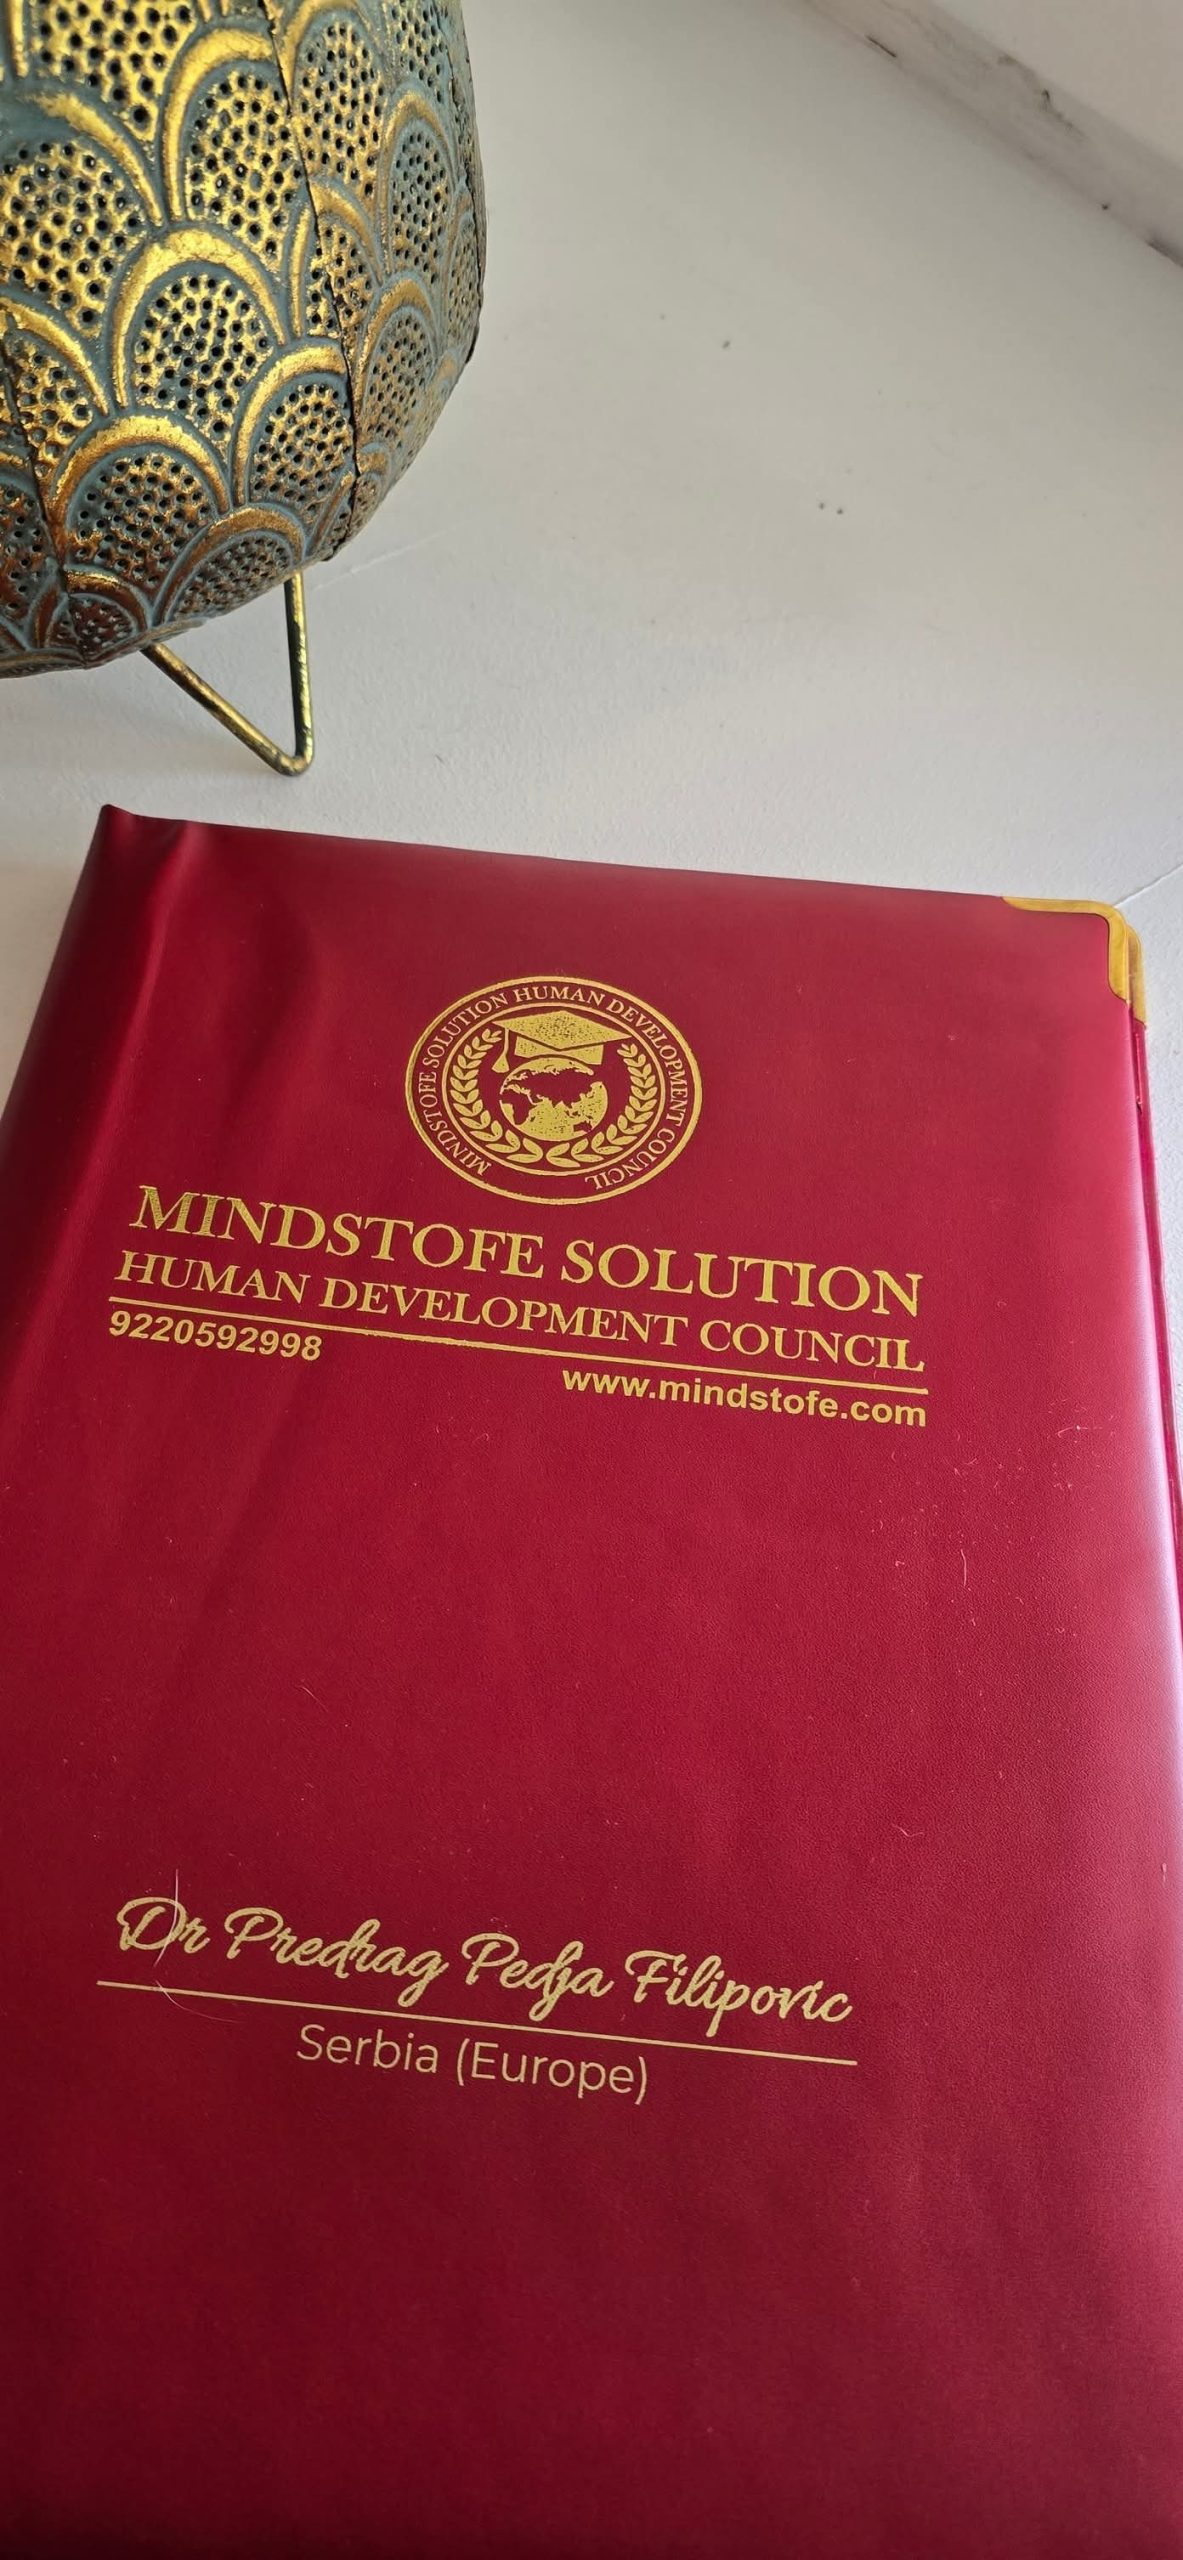 MINDSTOFE SOLUTION HUMAN DEVELOPMENT COUNCIL
MINDSTOFE SOLUTION
HUMAN DEVELOPMENT COUNCIL
9220592998
www.mindstofe.com
Dr Predrag Pedja Filipovic
Serbia (Europe)